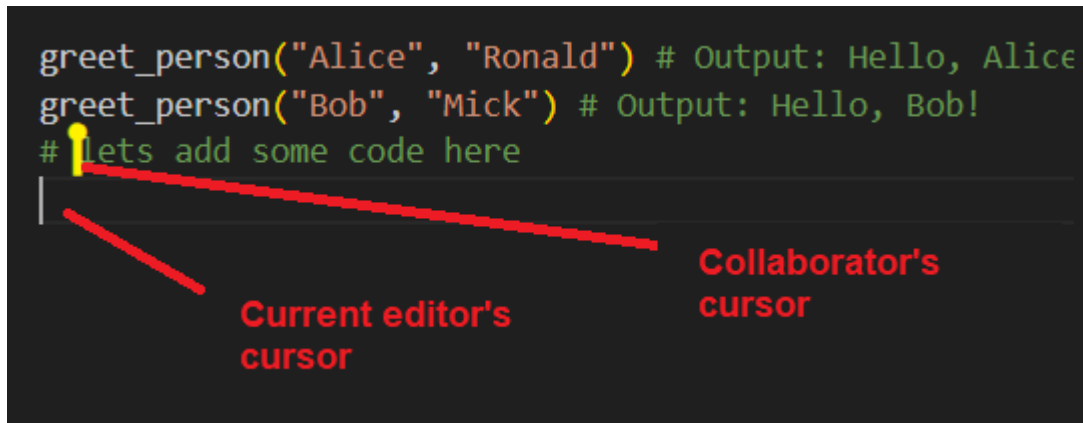 greet_person("Alice", "Ronald") # Output: Hello, Alice
greet_person("Bob", "Mick") # Output: Hello, Bob!
# lets add some code here
Collaborator's
cursor
Current editor's
cursor